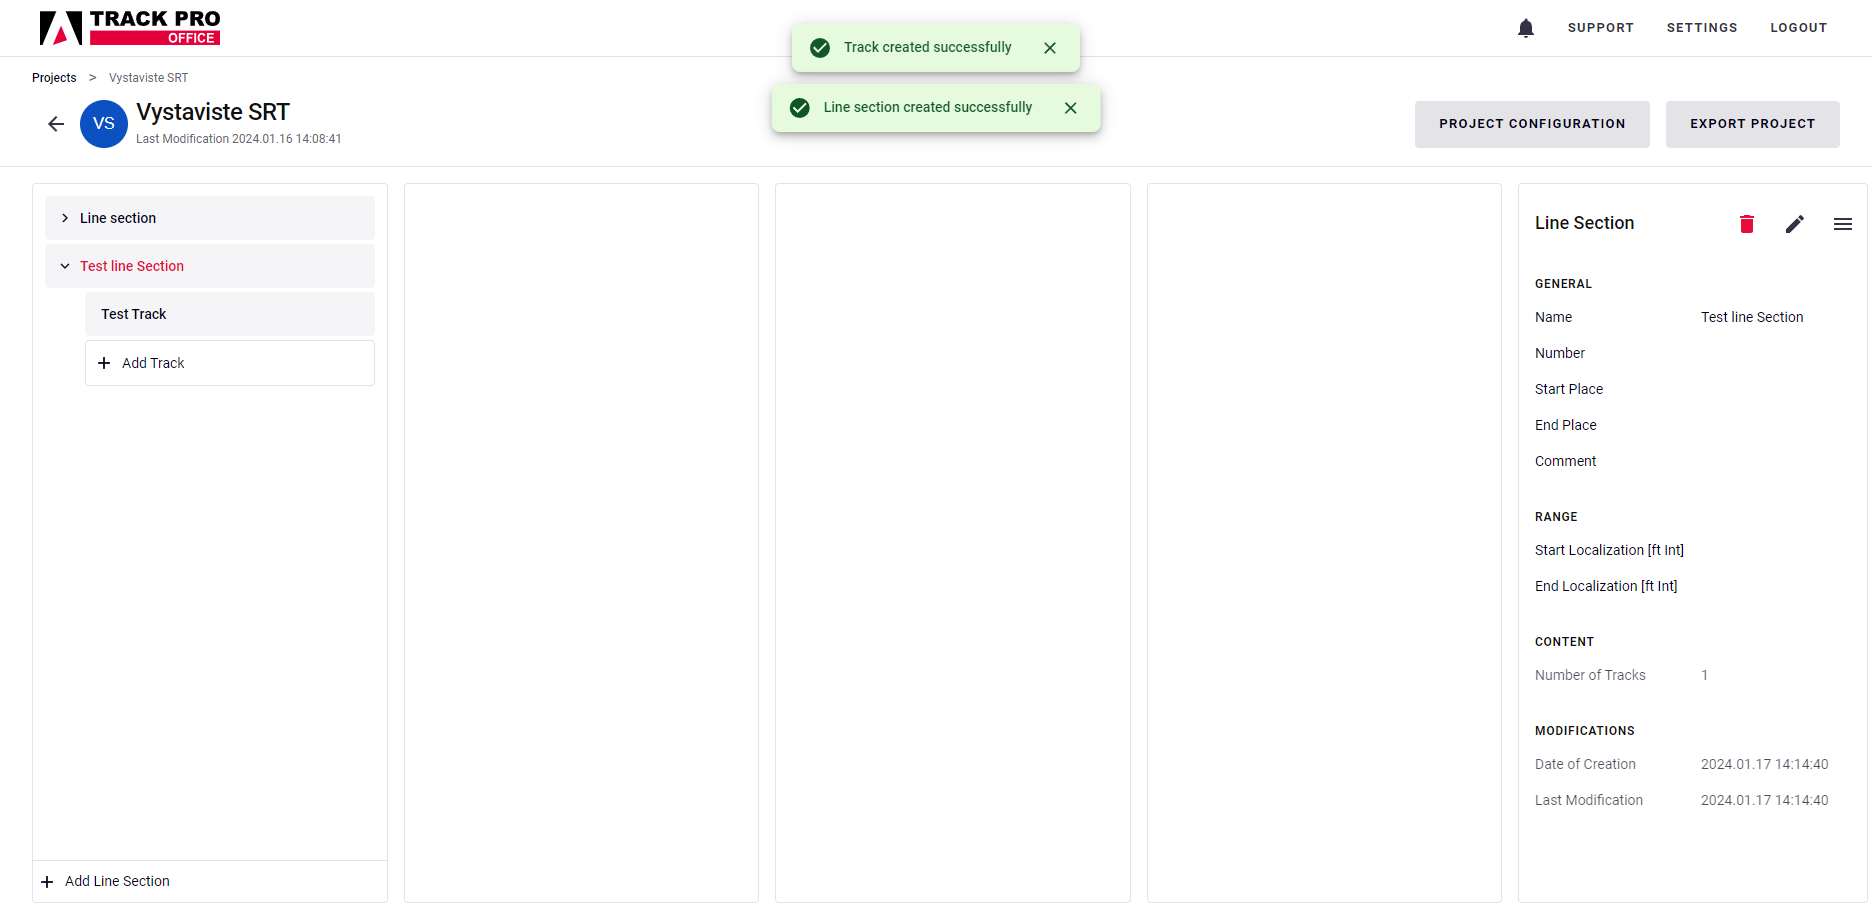 TRACK PRO
OFFICE
SUPPORT
SETTINGS
LOGOUT
Track created successfully
Line section created successfully
Projects > Vystaviste SRT
VS
Vystaviste SRT
Last Modification 2024.01.16 14:08:41
PROJECT CONFIGURATION
EXPORT PROJECT
Line section
Test line Section
Test Track
+ Add Track
+ Add Line Section
Line Section
GENERAL
Name Test line Section
Number
Start Place
End Place
Comment
RANGE
Start Localization [ft Int]
End Localization [ft Int]
CONTENT
Number of Tracks 1
MODIFICATIONS
Date of Creation 2024.01.17 14:14:40
Last Modification 2024.01.17 14:14:40